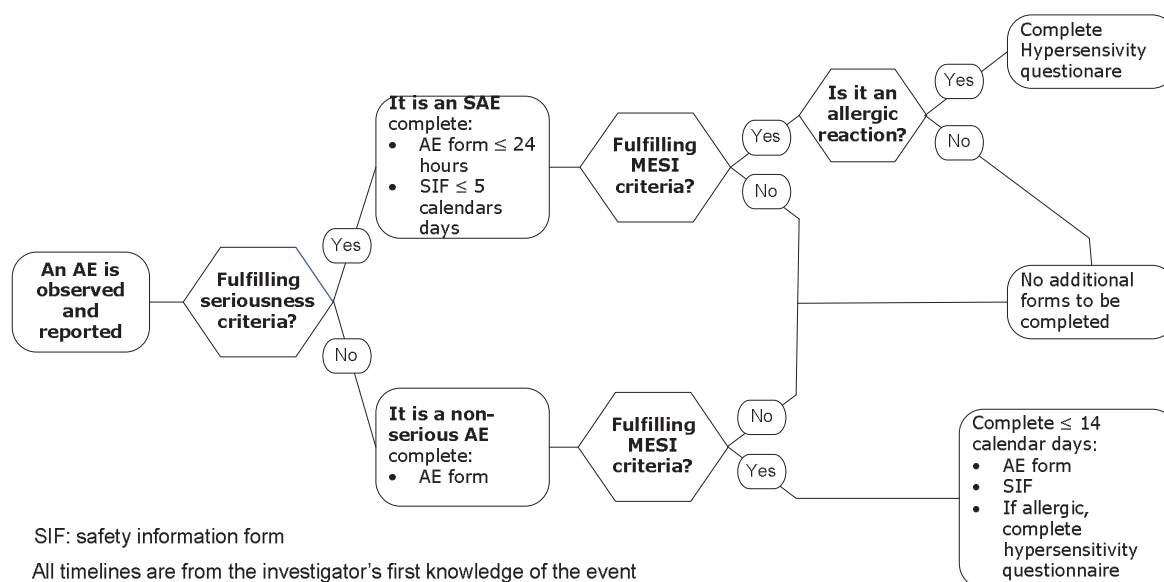 An AE is
observed
and
reported
Fulfilling
seriousness
criteria?
Yes
No
It is an SAE
complete:
• AE form ≤ 24
hours
• SIF ≤ 5
calendars
days
It is a non-
serious AE
complete:
• AE form
Fulfilling
MESI
criteria?
Yes
No
Fulfilling
MESI
criteria?
No
Yes
Is it an
allergic
reaction?
Yes
No
Complete
Hypersensivity
questionare
No additional
forms to be
completed
Complete ≤ 14
calendar days:
• AE form
• SIF
• If allergic,
complete
hypersensitivity
questionnaire
SIF: safety information form
All timelines are from the investigator's first knowledge of the event